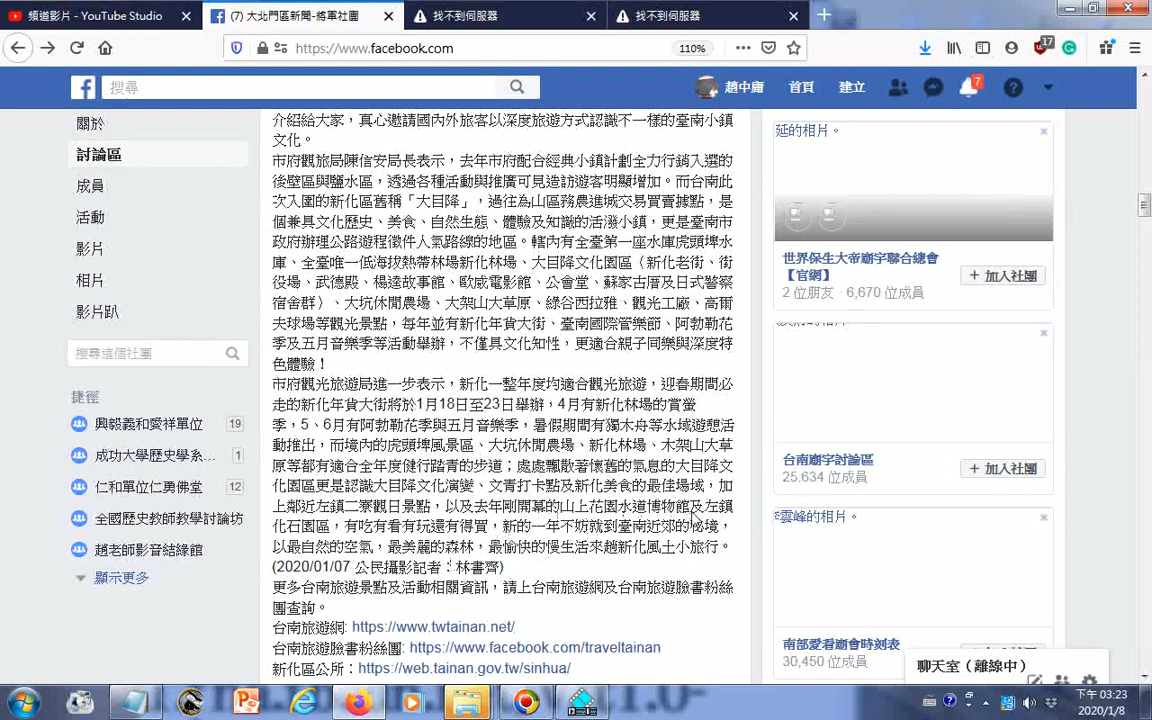 頻道影片 - YouTube Studio
(7) 大北門區新聞-將軍社團
找不到伺服器
找不到伺服器
https://www.facebook.com
110%
17
搜尋
趙中庸
首頁
建立
7
關於
討論區
成員
活動
影片
相片
影片趴
搜尋這個社團
捷徑
興毅義和愛祥單位 19
成功大學歷史學系... 1
仁和單位仁勇佛堂 12
全國歷史教師教學討論坊
趙老師影音結緣館
顯示更多
介紹給大家，真心邀請國內外旅客以深度旅遊方式認識不一樣的臺南小鎮
文化。
市府觀旅局陳信安局長表示，去年市府配合經典小鎮計劃全力行銷入選的
後壁區與鹽水區，透過各種活動與推廣可見造訪遊客明顯增加。而台南此
次入圍的新化區舊稱「大目降」，過往為山區務農進城交易買賣據點，是
個兼具文化歷史、美食、自然生態、體驗及知識的活潑小鎮，更是臺南市
政府辦理公路遊程徵件人氣路線的地區。轄內有全臺第一座水庫虎頭埤水
庫、全臺唯一低海拔熱帶林場新化林場、大目降文化園區（新化老街、街
役場、武德殿、楊逵故事館、歐威電影館、公會堂、蘇家古厝及日式警察
宿舍群）、大坑休閒農場、大架山大草原、綠谷西拉雅、觀光工廠、高爾
夫球場等觀光景點，每年並有新化年貨大街、臺南國際管樂節、阿勃勒花
季及五月音樂季等活動舉辦，不僅具文化知性，更適合親子同樂與深度特
色體驗！
市府觀光旅遊局進一步表示，新化一整年度均適合觀光旅遊，迎春期間必
走的新化年貨大街將於1月18日至23日舉辦，4月有新化林場的賞螢
季，5、6月有阿勃勒花季與五月音樂季，暑假期間有獨木舟等水域遊憩活
動推出，而境內的虎頭埤風景區、大坑休閒農場、新化林場、木架山大草
原等都有適合全年度健行踏青的步道；處處飄散著懷舊的氣息的大目降文
化園區更是認識大目降文化演變、文青打卡點及新化美食的最佳場域，加
上鄰近左鎮二寮觀日景點，以及去年剛開幕的山上花園水道博物館及左鎮
化石園區，有吃有看有玩還有得買，新的一年不妨就到臺南近郊的秘境，
以最自然的空氣，最美麗的森林，最愉快的慢生活來趟新化風土小旅行。
(2020/01/07 公民攝影記者：林書齊)
更多台南旅遊景點及活動相關資訊，請上台南旅遊網及台南旅遊臉書粉絲
團查詢。
台南旅遊網: https://www.twtainan.net/
台南旅遊臉書粉絲團: https://www.facebook.com/traveltainan
新化區公所：https://web.tainan.gov.tw/sinhua/
延的相片。
世界保生大帝廟宇聯合總會
【官網】
+ 加入社團
2 位朋友 · 6,670 位成員
台南廟宇討論區
+ 加入社團
25,634 位成員
雲峰的相片。
南部愛看廟會時刻表
30,450 位成員
聊天室（離線中）
下午 03:23
2020/1/8